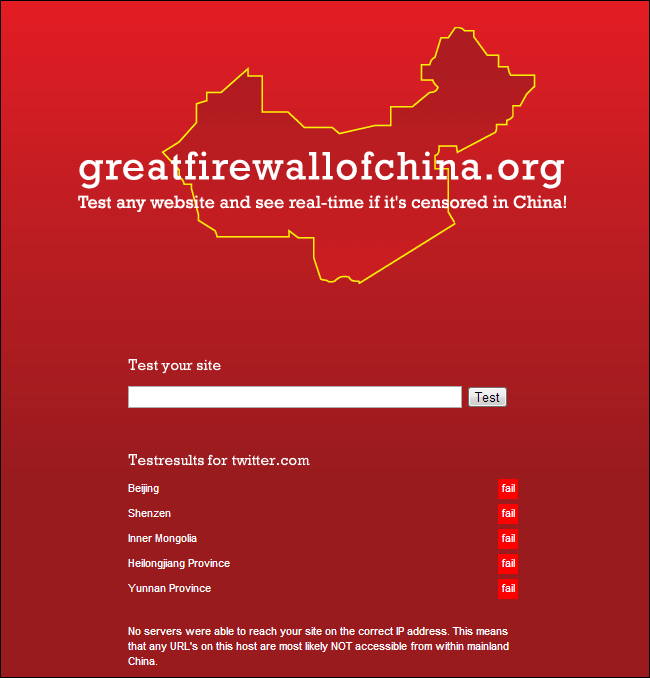 greatfirewallofchina.org
Test any website and see real-time if it's censored in China!
Test your site
Test
Testresults for twitter.com
Beijing fail
Shenzen fail
Inner Mongolia fail
Heilongjiang Province fail
Yunnan Province fail
No servers were able to reach your site on the correct IP address. This means
that any URL's on this host are most likely NOT accessible from within mainland
China.